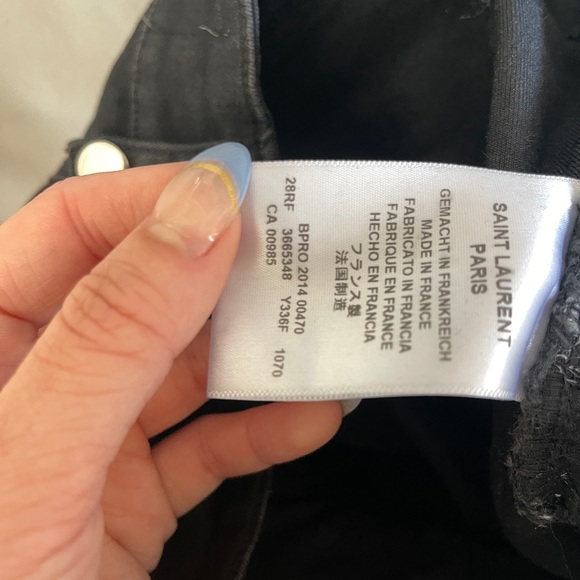 SAINT LAURENT
PARIS
GEMACHT IN FRANKREICH
MADE IN FRANCE
FABRICATO IN FRANCIA
FABRIQUE EN FRANCE
HECHO EN FRANCIA
フランス製
法国制造
BPRO 2014 00470
28RF 3665348 Y336F 1070
CA 00985